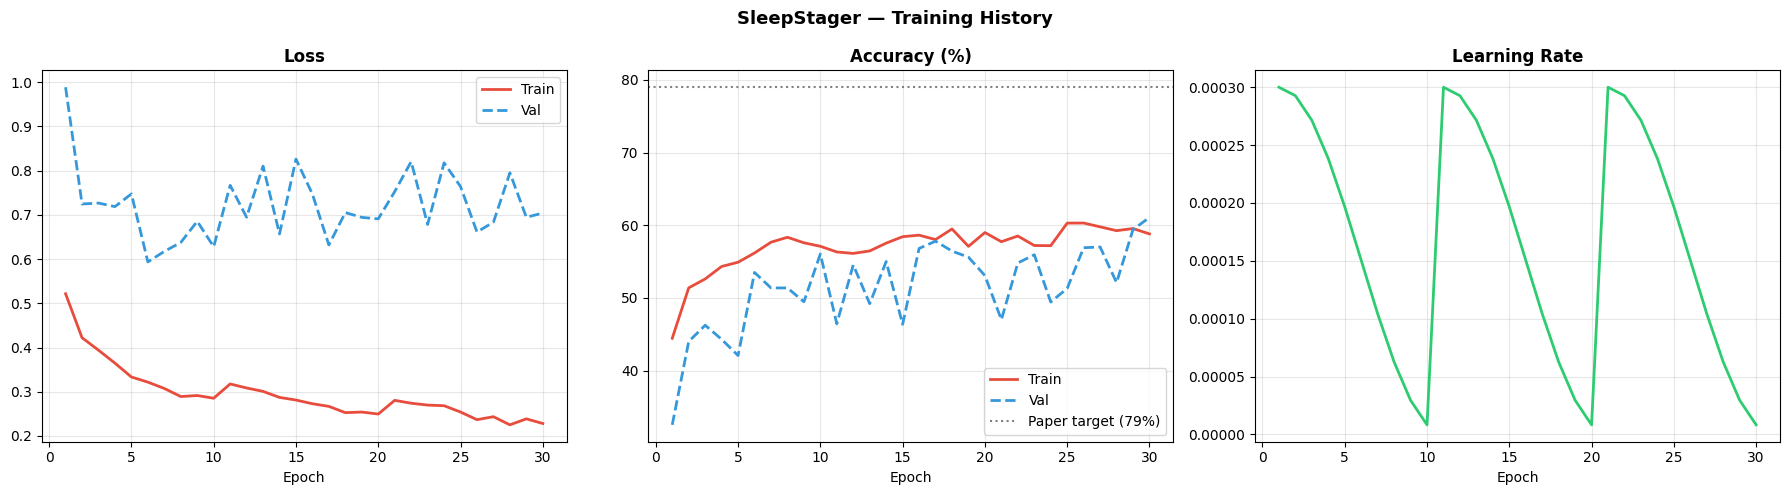 SleepStager — Training History
Loss
1.0
0.9
0.8
0.7
0.6
0.5
0.4
0.3
0.2
0 5 10 15 20 25 30
Epoch
Train
Val
Accuracy (%)
80
70
60
50
40
0 5 10 15 20 25 30
Epoch
Train
Val
Paper target (79%)
Learning Rate
0.00030
0.00025
0.00020
0.00015
0.00010
0.00005
0.00000
0 5 10 15 20 25 30
Epoch